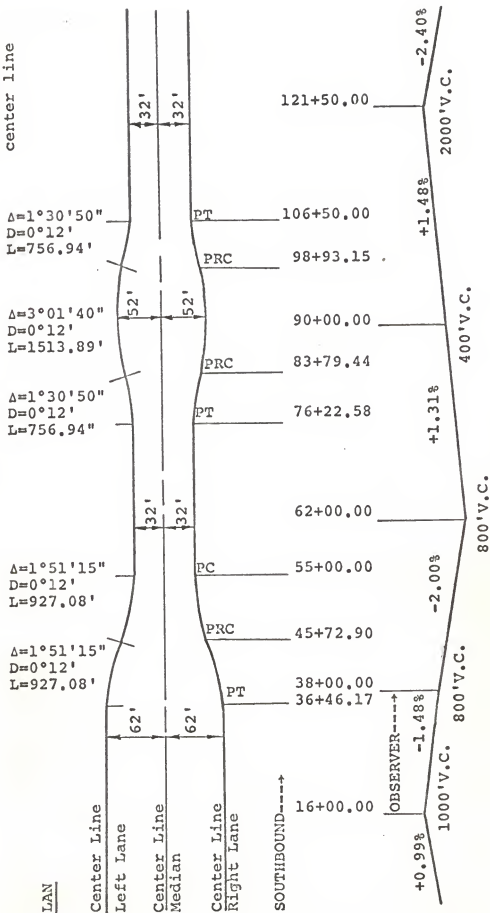 center line
Δ=1°30'50"
D=0°12'
L=756.94'
Δ=3°01'40"
D=0°12'
L=1513.89'
Δ=1°30'50"
D=0°12'
L=756.94"
Δ=1°51'15"
D=0°12'
L=927.08'
Δ=1°51'15"
D=0°12'
L=927.08'
LAN
Center Line
Left Lane
Center Line
Median
Center Line
Right Lane
62'
62'
32'
32'
52'
52'
32'
32'
PT
PRC
PC
PT
PRC
PRC
PT
SOUTHBOUND---->
16+00.00
36+46.17
38+00.00
45+72.90
55+00.00
62+00.00
76+22.58
83+79.44
90+00.00
98+93.15
106+50.00
121+50.00
OBSERVER---->
+0.99%
1000'V.C.
-1.48%
800'V.C.
-2.00%
800'V.C.
+1.31%
400'V.C.
+1.48%
2000'V.C.
-2.40%